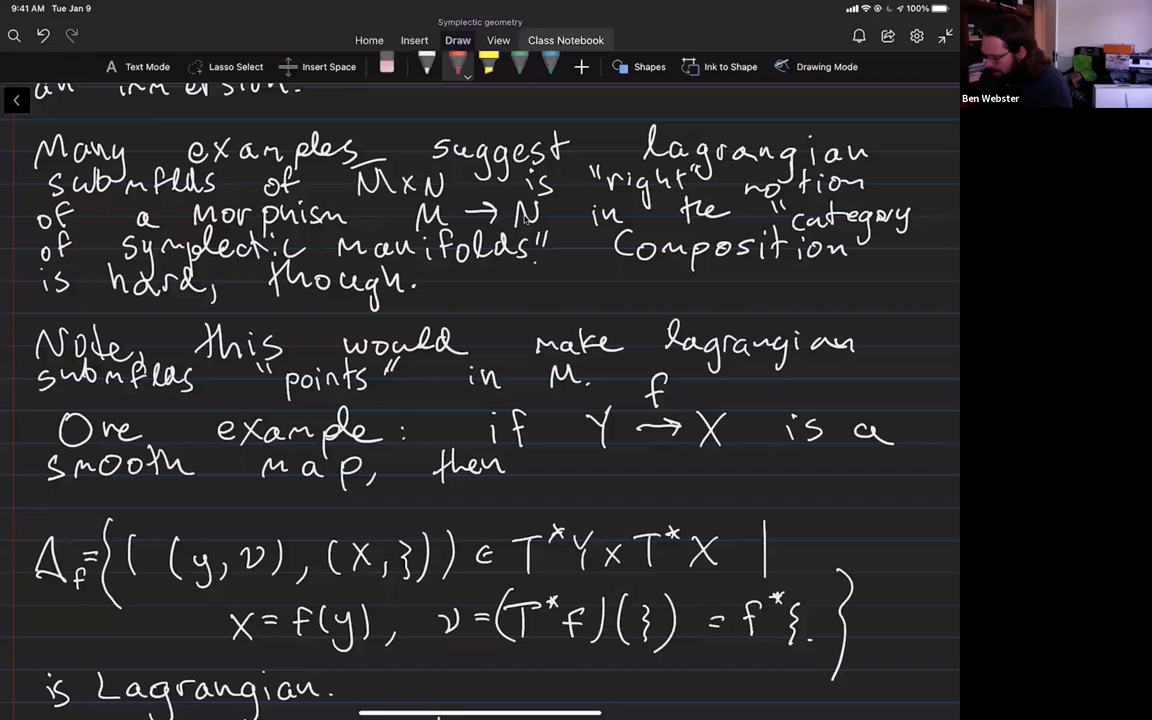 9:41 AM Tue Jan 9
100%
Symplectic geometry
Home Insert Draw View Class Notebook
Text Mode Lasso Select Insert Space Shapes Ink to Shape Drawing Mode
Ben Webster
an immersion.
Many examples suggest lagrangian
submflds of M̅×N is "right" notion
of a morphism M → N in the "category
of symplectic manifolds." Composition
is hard, though.
Note, this would make lagrangian
submflds "points" in M.
One example: if Y →^f X is a
smooth map, then
Δ_f = { ( (y, ν), (x, ξ) ) ∈ T*Y × T*X |
x = f(y), ν = (T*f)(ξ) = f*ξ. }
is Lagrangian.